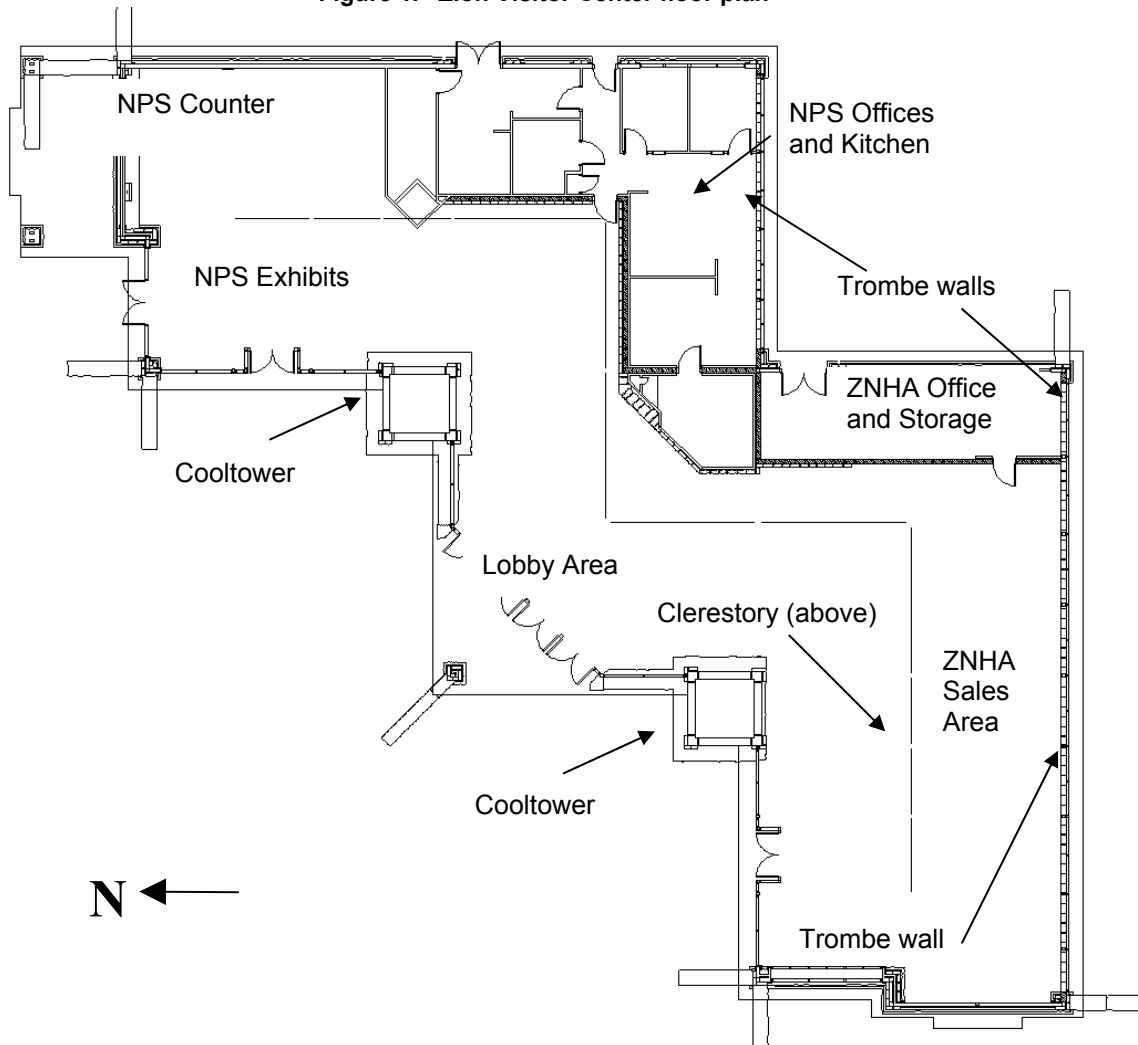 Figure 1. Zion Visitor Center floor plan
NPS Counter
NPS Offices
and Kitchen
NPS Exhibits
Trombe walls
ZNHA Office
and Storage
Cooltower
Lobby Area
Clerestory (above)
ZNHA
Sales
Area
Cooltower
N
Trombe wall